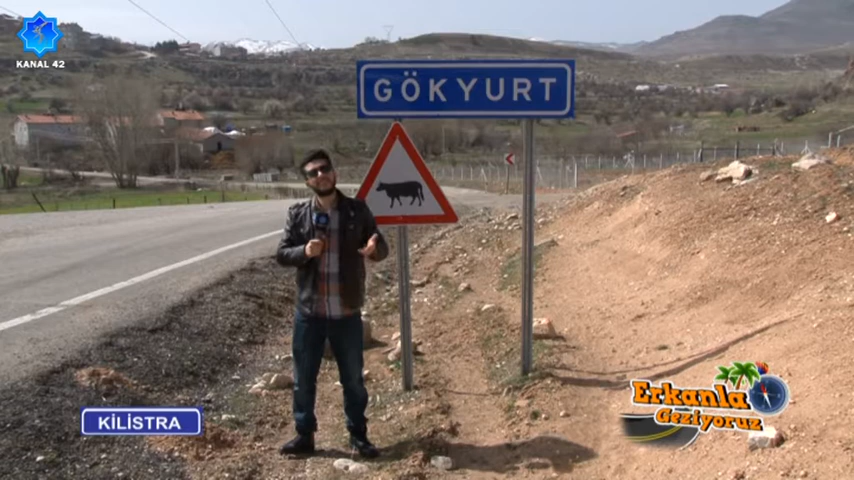 KANAL 42
GÖKYURT
KİLİSTRA
Erkanla
Geziyoruz